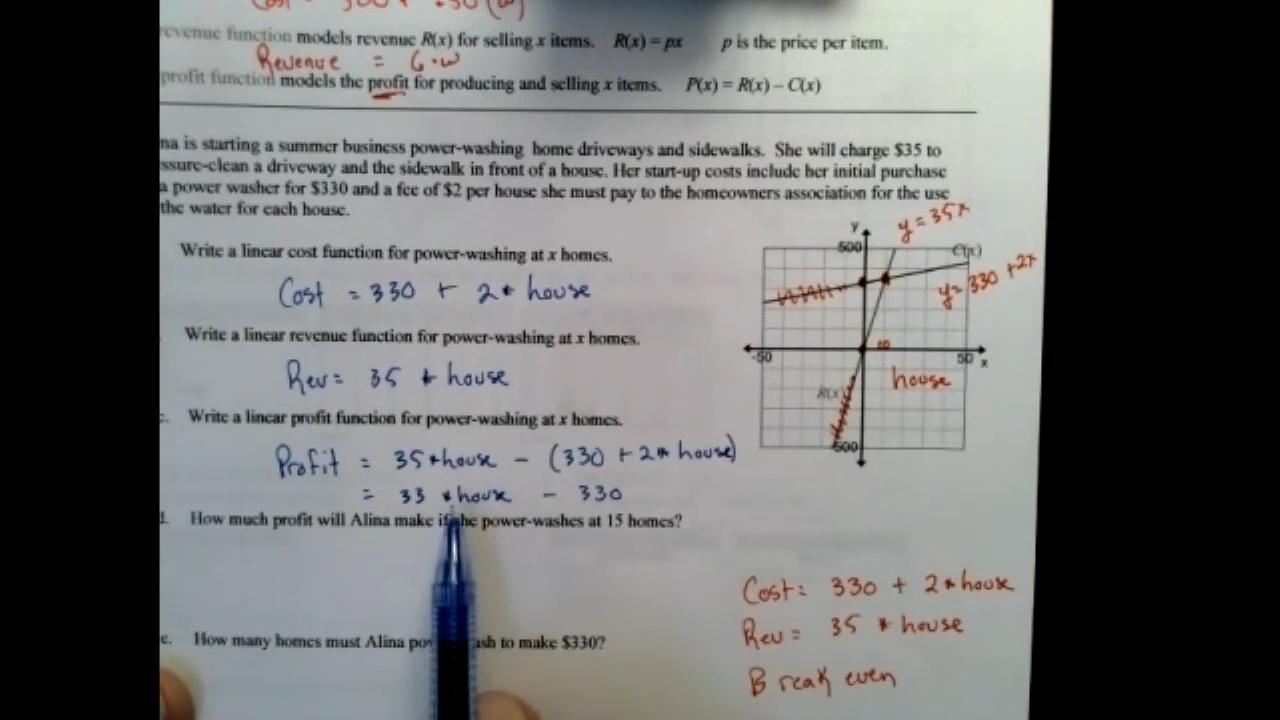 Cost = 300 + .50 (w)
revenue function models revenue R(x) for selling x items. R(x) = px p is the price per item.
Revenue = 6·w
profit function models the profit for producing and selling x items. P(x) = R(x) – C(x)
na is starting a summer business power-washing home driveways and sidewalks. She will charge $35 to
ssure-clean a driveway and the sidewalk in front of a house. Her start-up costs include her initial purchase
a power washer for $330 and a fee of $2 per house she must pay to the homeowners association for the use
the water for each house.
y = 35x
y
500
C(x)
y = 330 + 2x
Write a linear cost function for power-washing at x homes.
Cost = 330 + 2 * house
Write a linear revenue function for power-washing at x homes.
10
-50
50
x
Rev = 35 * house
house
R(x)
c. Write a linear profit function for power-washing at x homes.
-500
Profit = 35 * house – (330 + 2 * house)
= 33 * house – 330
d. How much profit will Alina make if she power-washes at 15 homes?
Cost = 330 + 2 * house
Rev = 35 * house
e. How many homes must Alina pow ash to make $330?
Break even